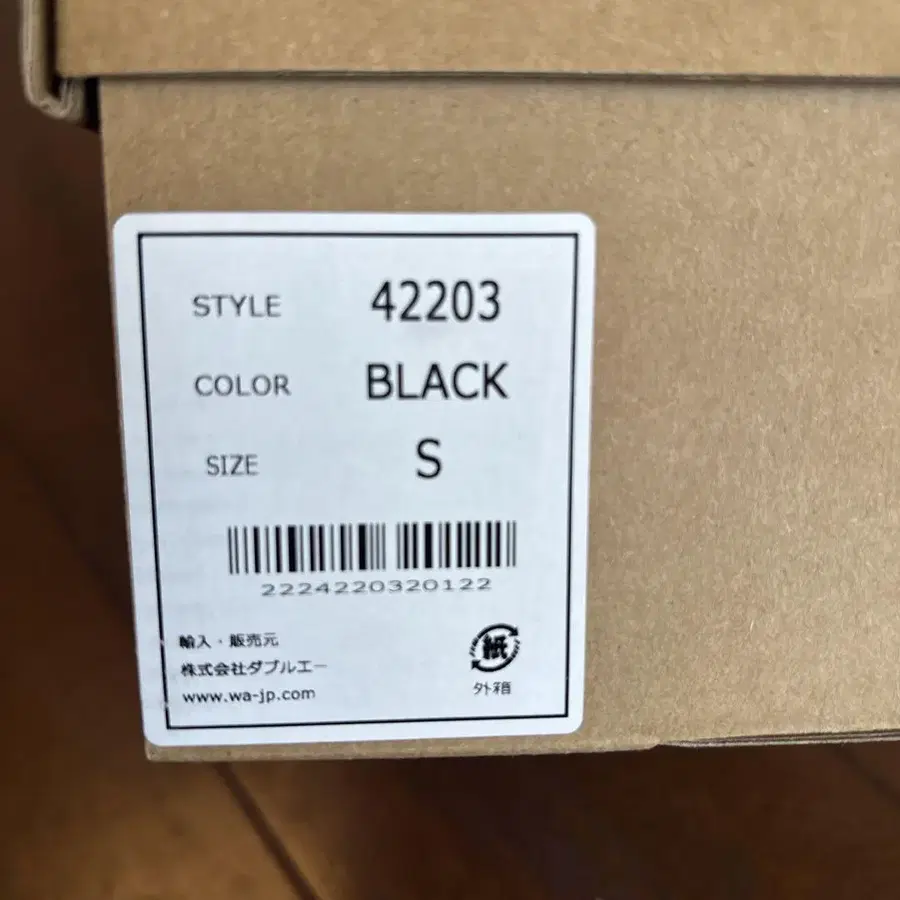 STYLE 42203
COLOR BLACK
SIZE S
2224220320122
輸入・販売元
株式会社ダブルエー
www.wa-jp.com
紙
外箱